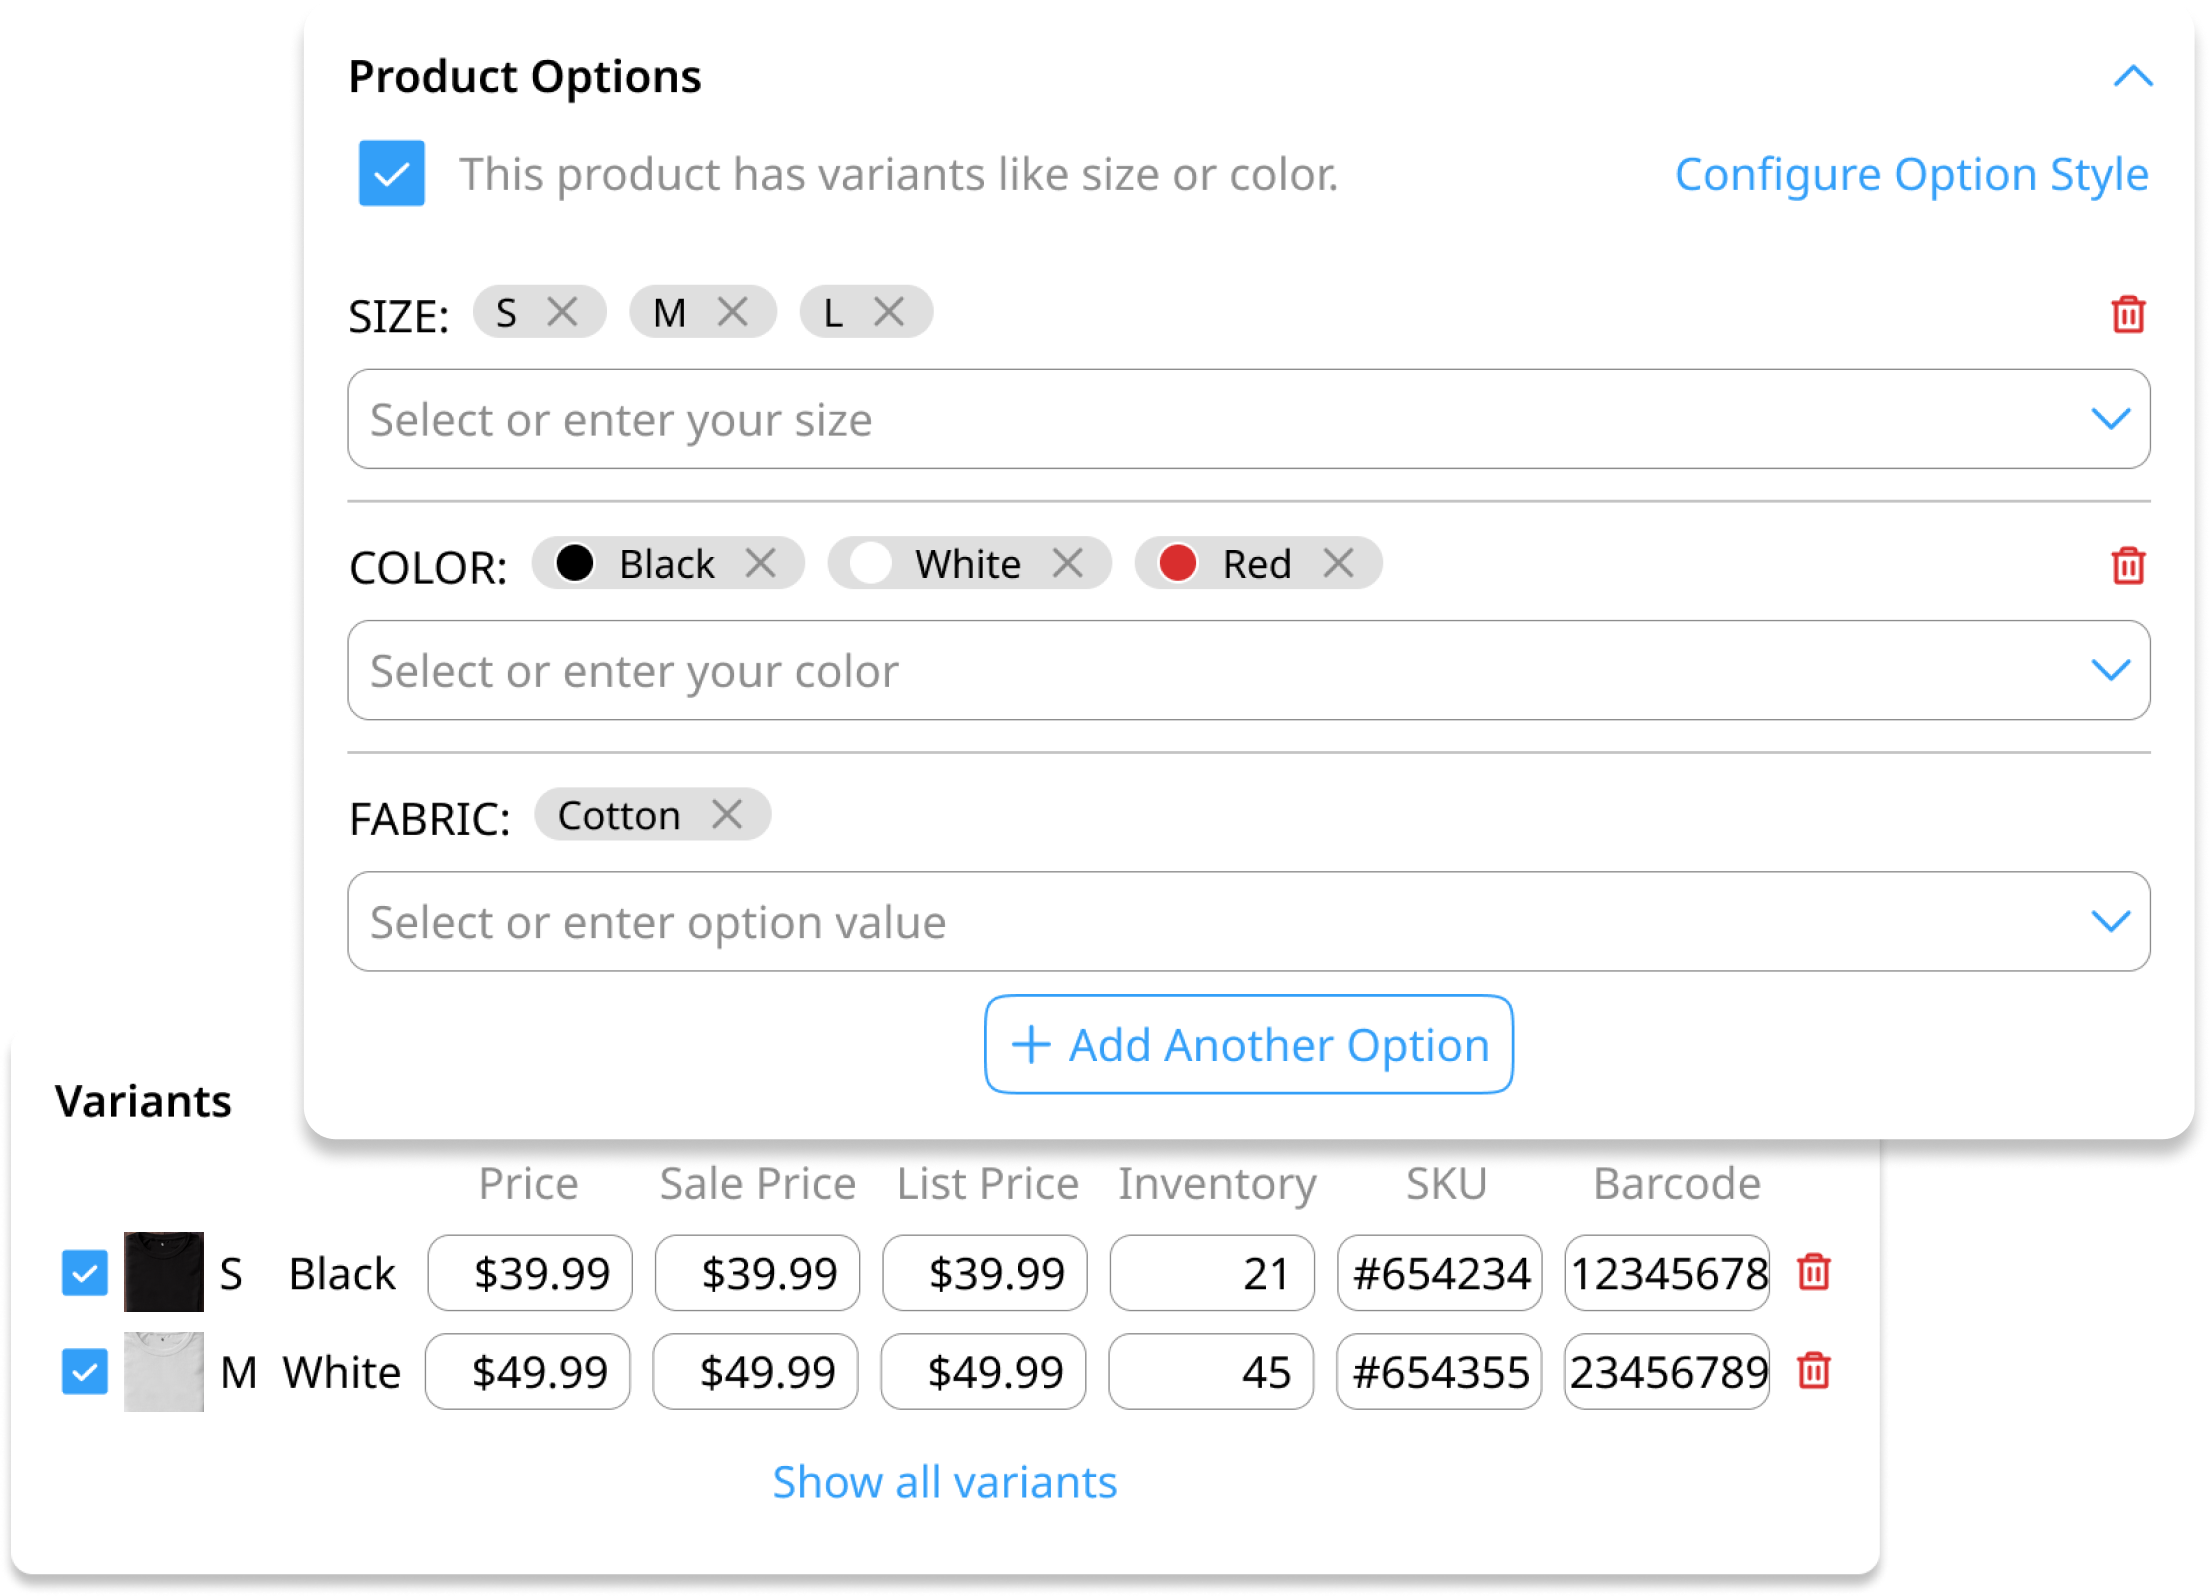 Product Options
This product has variants like size or color. Configure Option Style
SIZE: S M L
Select or enter your size
COLOR: Black White Red
Select or enter your color
FABRIC: Cotton
Select or enter option value
+ Add Another Option
Variants
Price Sale Price List Price Inventory SKU Barcode
S Black $39.99 $39.99 $39.99 21 #654234 12345678
M White $49.99 $49.99 $49.99 45 #654355 23456789
Show all variants